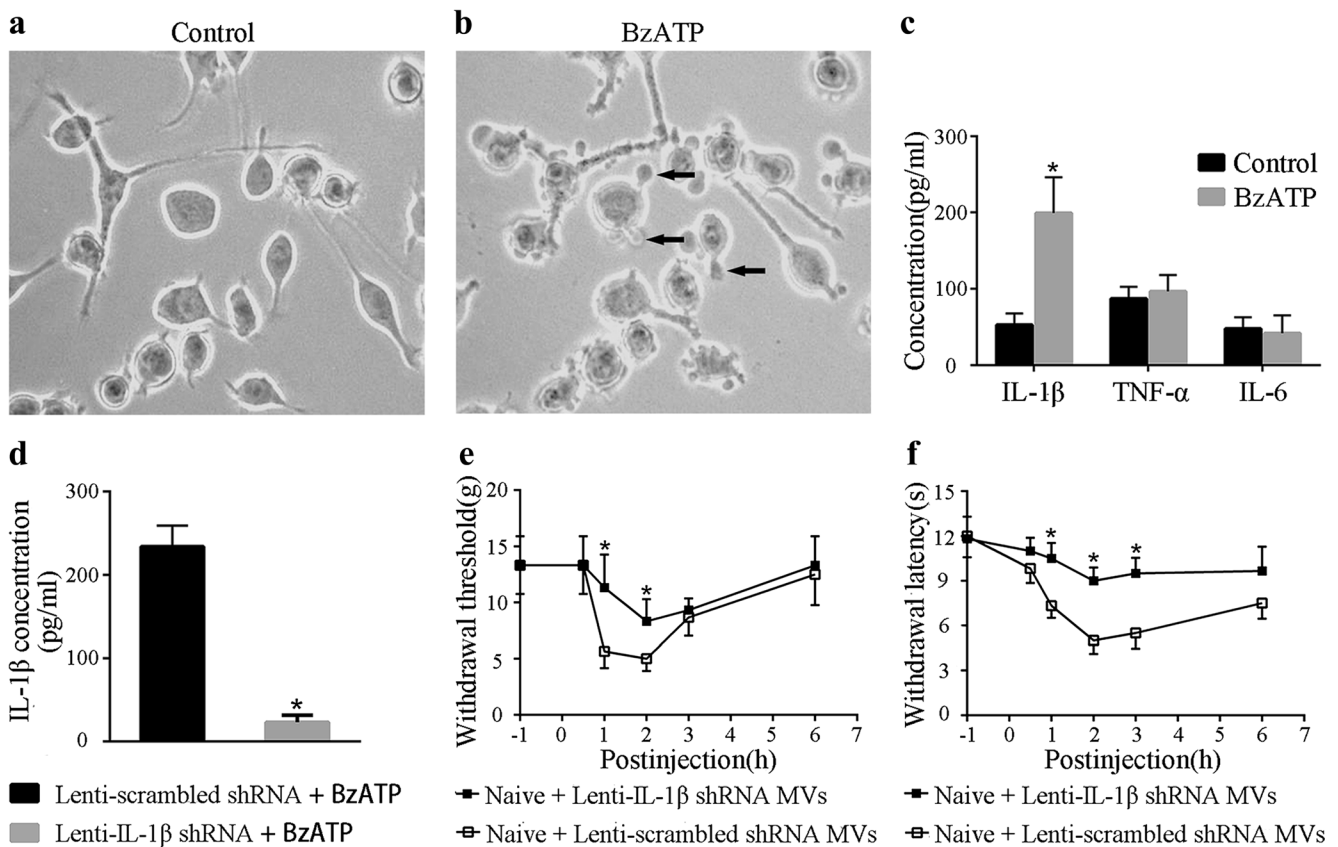 a
Control
b
BzATP
c
Concentration(pg/ml)
300
200
100
0
*
Control
BzATP
IL-1β
TNF-α
IL-6
d
IL-1β concentration
(pg/ml)
300
200
100
0
*
Lenti-scrambled shRNA + BzATP
Lenti-IL-1β shRNA + BzATP
e
Withdrawal threshold(g)
20
15
10
5
0
*
*
-1 0 1 2 3 4 5 6 7
Postinjection(h)
Naive + Lenti-IL-1β shRNA MVs
Naive + Lenti-scrambled shRNA MVs
f
Withdrawal latency(s)
15
12
9
6
3
0
*
*
*
-1 0 1 2 3 4 5 6 7
Postinjection(h)
Naive + Lenti-IL-1β shRNA MVs
Naive + Lenti-scrambled shRNA MVs